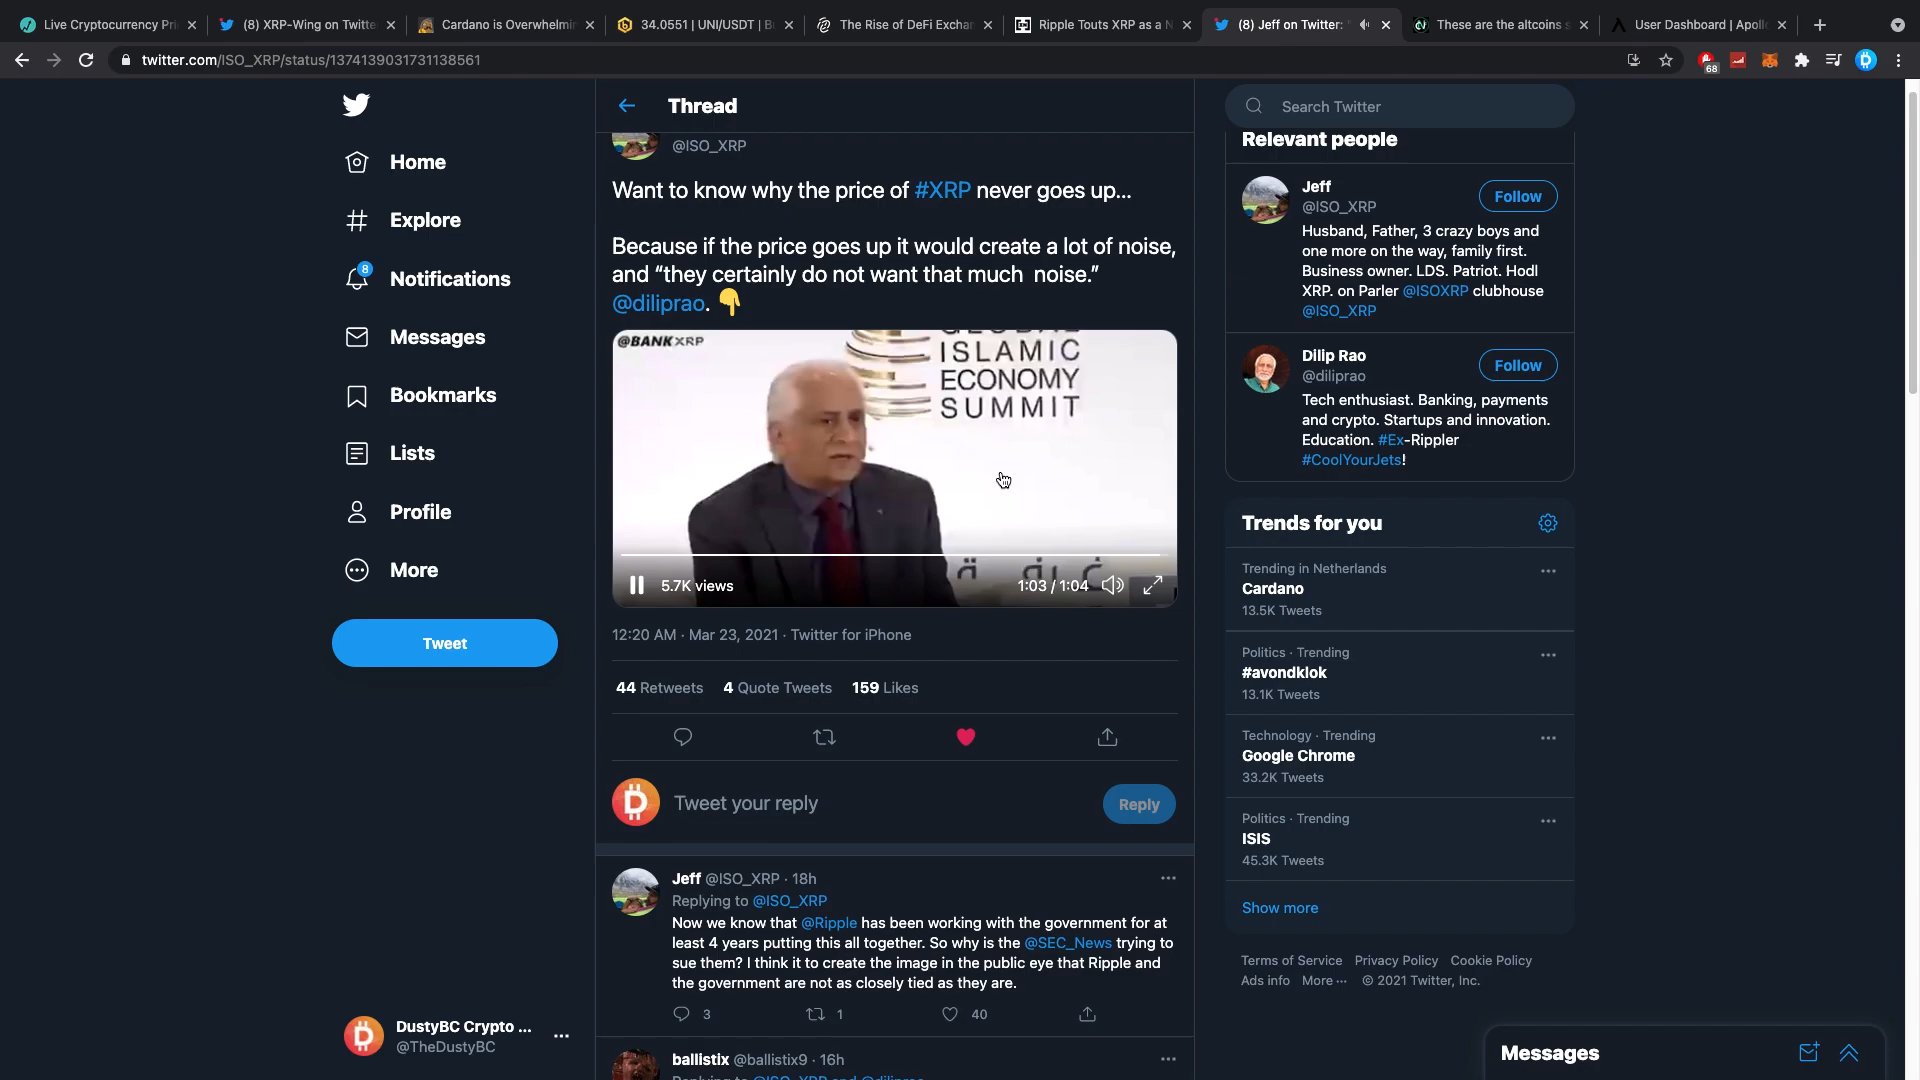 Live Cryptocurrency Pri
(8) XRP-Wing on Twitte
Cardano is Overwhelmin
34.0551 | UNI/USDT | B
The Rise of DeFi Exchan
Ripple Touts XRP as a N
(8) Jeff on Twitter: "
These are the altcoins s
User Dashboard | Apoll
twitter.com/ISO_XRP/status/1374139031731138561
68
Home
Explore
8
Notifications
Messages
Bookmarks
Lists
Profile
More
Tweet
DustyBC Crypto ...
@TheDustyBC
Thread
@ISO_XRP
Want to know why the price of #XRP never goes up...
Because if the price goes up it would create a lot of noise,
and “they certainly do not want that much noise.”
@diliprao.
@BANKXRP
GLOBAL
ISLAMIC
ECONOMY
SUMMIT
5.7K views
1:03 / 1:04
12:20 AM · Mar 23, 2021 · Twitter for iPhone
44 Retweets 4 Quote Tweets 159 Likes
Tweet your reply
Reply
Jeff @ISO_XRP · 18h
Replying to @ISO_XRP
Now we know that @Ripple has been working with the government for at
least 4 years putting this all together. So why is the @SEC_News trying to
sue them? I think it to create the image in the public eye that Ripple and
the government are not as closely tied as they are.
3 1 40
ballistix @ballistix9 · 16h
Replying to @ISO_XRP and @diliprao
Search Twitter
Relevant people
Jeff
@ISO_XRP
Follow
Husband, Father, 3 crazy boys and
one more on the way, family first.
Business owner. LDS. Patriot. Hodl
XRP. on Parler @ISOXRP clubhouse
@ISO_XRP
Dilip Rao
@diliprao
Follow
Tech enthusiast. Banking, payments
and crypto. Startups and innovation.
Education. #Ex-Rippler
#CoolYourJets!
Trends for you
Trending in Netherlands
Cardano
13.5K Tweets
Politics · Trending
#avondklok
13.1K Tweets
Technology · Trending
Google Chrome
33.2K Tweets
Politics · Trending
ISIS
45.3K Tweets
Show more
Terms of Service Privacy Policy Cookie Policy
Ads info More ··· © 2021 Twitter, Inc.
Messages